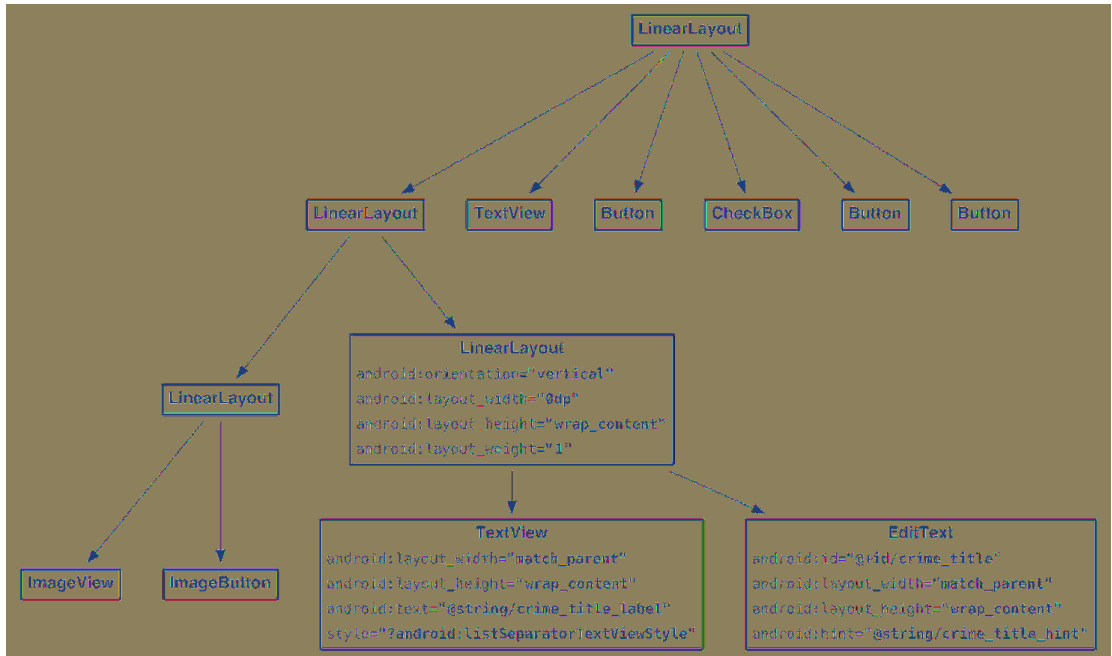 LinearLayout
LinearLayout
TextView
Button
CheckBox
Button
Button
LinearLayout
LinearLayout
android:orientation="vertical"
android:layout_width="0dp"
android:layout_height="wrap_content"
android:layout_weight="1"
ImageView
ImageButton
TextView
android:layout_width="match_parent"
android:layout_height="wrap_content"
android:text="@string/crime_title_label"
style="?android:listSeparatorTextViewStyle"
EditText
android:id="@+id/crime_title"
android:layout_width="match_parent"
android:layout_height="wrap_content"
android:hint="@string/crime_title_hint"